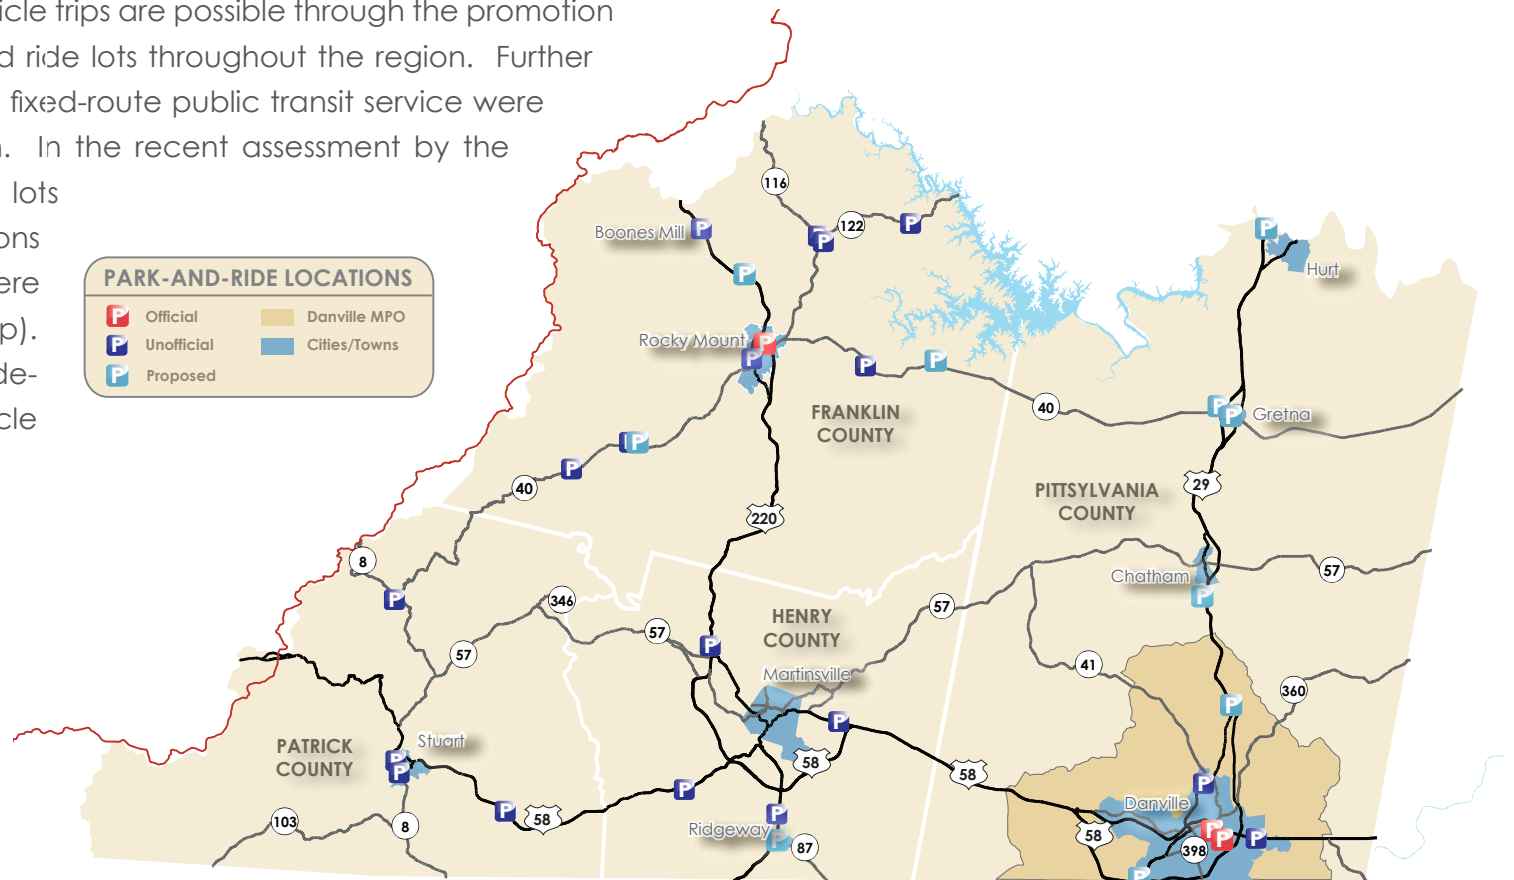 icle trips are possible through the promotion
d ride lots throughout the region. Further
fixed-route public transit service were
n. In the recent assessment by the
lots
ons
ere
p).
de-
cle
PARK-AND-RIDE LOCATIONS
P Official
P Unofficial
P Proposed
Danville MPO
Cities/Towns
116
Boones Mill P
P
122
P
P
P
Hurt
P
Rocky Mount P
P
P
P
FRANKLIN
COUNTY
40
P
P Gretna
P
P
40
29
PITTSYLVANIA
COUNTY
220
8
57
Chatham
P
P
346
57
HENRY
COUNTY
57
P
57
Martinsville
41
360
P
P
PATRICK
COUNTY
Stuart
P
P
58
58
P
P
58
P
Danville
103
8
Ridgeway
P
87
58
P
P
P
398
P